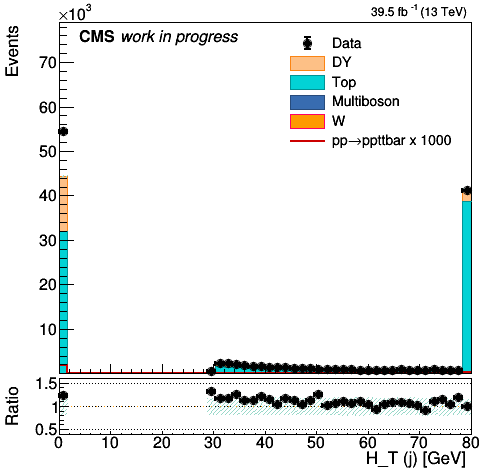 ×10³
39.5 fb⁻¹ (13 TeV)
Events
CMS work in progress
Data
DY
Top
Multiboson
W
pp→ppttbar x 1000
70
60
50
40
30
20
10
Ratio
1.5
1
0.5
0 10 20 30 40 50 60 70 80
H_T (j) [GeV]